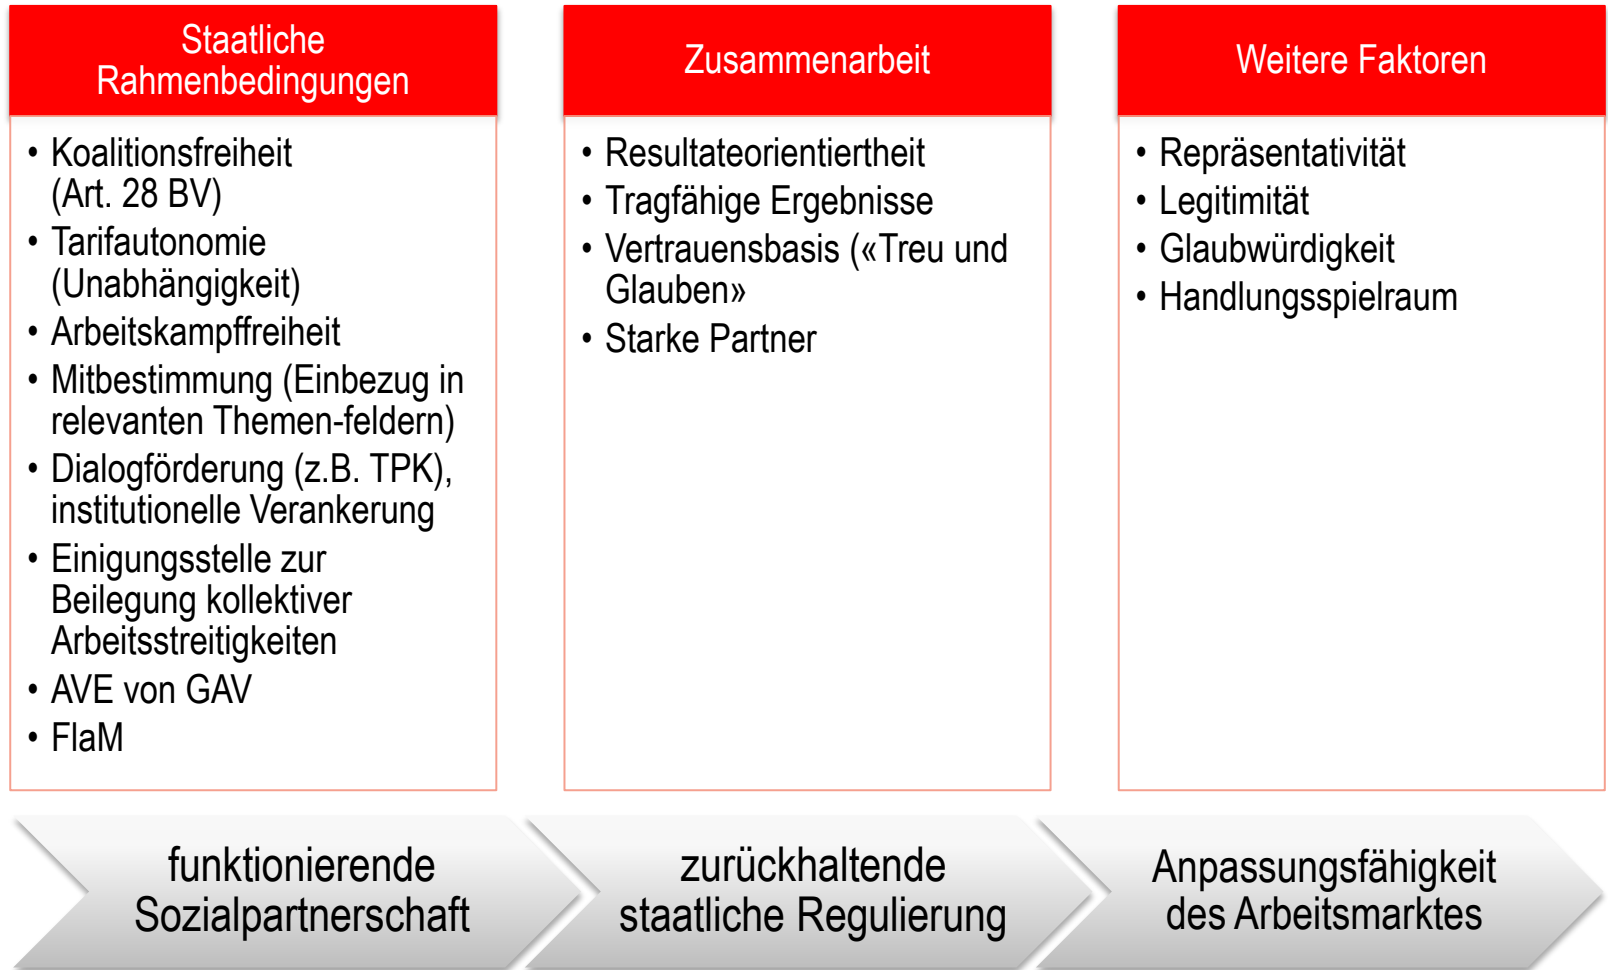 Staatliche
Rahmenbedingungen
• Koalitionsfreiheit
(Art. 28 BV)
• Tarifautonomie
(Unabhängigkeit)
• Arbeitskampffreiheit
• Mitbestimmung (Einbezug in
relevanten Themen-feldern)
• Dialogförderung (z.B. TPK),
institutionelle Verankerung
• Einigungsstelle zur
Beilegung kollektiver
Arbeitsstreitigkeiten
• AVE von GAV
• FlaM
Zusammenarbeit
• Resultateorientiertheit
• Tragfähige Ergebnisse
• Vertrauensbasis («Treu und
Glauben»
• Starke Partner
Weitere Faktoren
• Repräsentativität
• Legitimität
• Glaubwürdigkeit
• Handlungsspielraum
funktionierende
Sozialpartnerschaft
zurückhaltende
staatliche Regulierung
Anpassungsfähigkeit
des Arbeitsmarktes